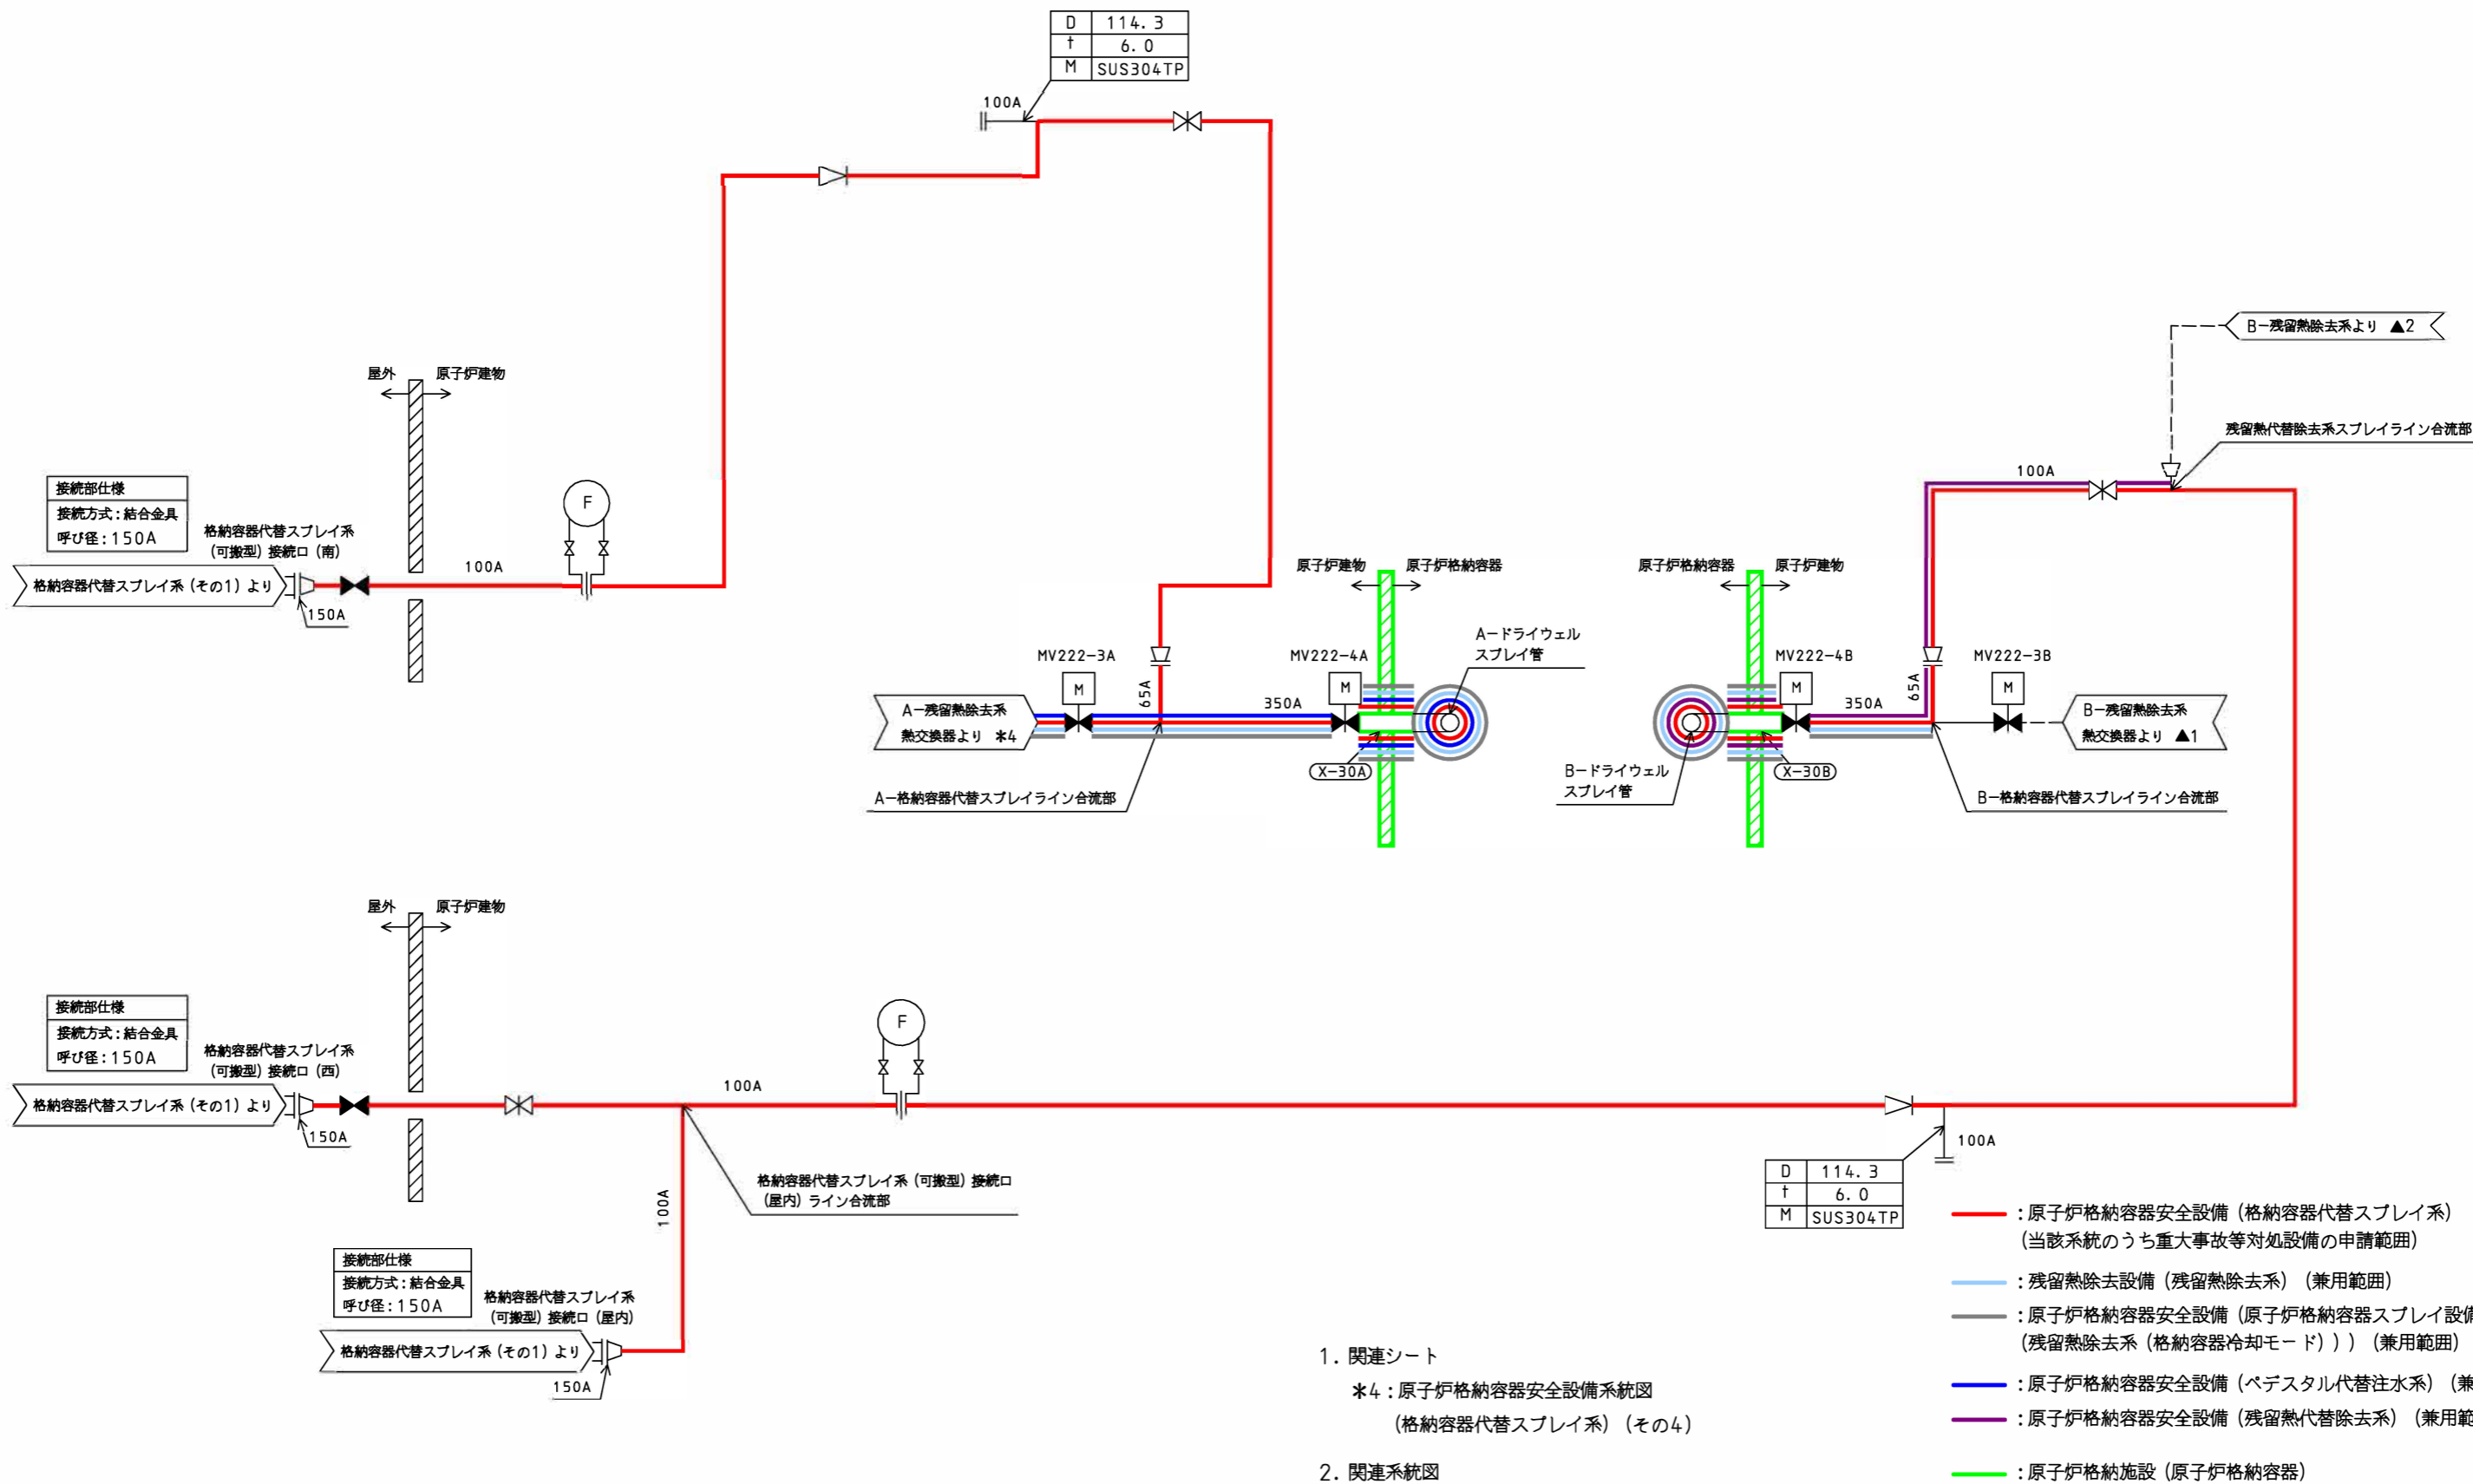 D 114.3
t 6.0
M SUS304TP
100A
B-残留熱除去系より ▲2
残留熱代替除去系スプレイライン合流部
100A
屋外 原子炉建物
接続部仕様
接続方式:結合金具
呼び径:150A
格納容器代替スプレイ系
(可搬型)接続口(南)
格納容器代替スプレイ系(その1)より
150A
100A
F
原子炉建物 原子炉格納容器
原子炉格納容器 原子炉建物
A-ドライウェル
スプレイ管
MV222-3A
M
65A
MV222-4A
M
350A
A-残留熱除去系
熱交換器より *4
X-30A
A-格納容器代替スプレイライン合流部
MV222-4B
M
350A
65A
MV222-3B
M
B-残留熱除去系
熱交換器より ▲1
B-ドライウェル
スプレイ管
X-30B
B-格納容器代替スプレイライン合流部
屋外 原子炉建物
接続部仕様
接続方式:結合金具
呼び径:150A
格納容器代替スプレイ系
(可搬型)接続口(西)
格納容器代替スプレイ系(その1)より
150A
100A
F
格納容器代替スプレイ系(可搬型)接続口
(屋内)ライン合流部
100A
接続部仕様
接続方式:結合金具
呼び径:150A
格納容器代替スプレイ系
(可搬型)接続口(屋内)
格納容器代替スプレイ系(その1)より
150A
100A
D 114.3
t 6.0
M SUS304TP
:原子炉格納容器安全設備(格納容器代替スプレイ系)
(当該系統のうち重大事故等対処設備の申請範囲)
:残留熱除去設備(残留熱除去系)(兼用範囲)
:原子炉格納容器安全設備(原子炉格納容器スプレイ設備
(残留熱除去系(格納容器冷却モード)))(兼用範囲)
:原子炉格納容器安全設備(ペデスタル代替注水系)(兼
:原子炉格納容器安全設備(残留熱代替除去系)(兼用範
:原子炉格納施設(原子炉格納容器)
1. 関連シート
*4:原子炉格納容器安全設備系統図
(格納容器代替スプレイ系)(その4)
2. 関連系統図